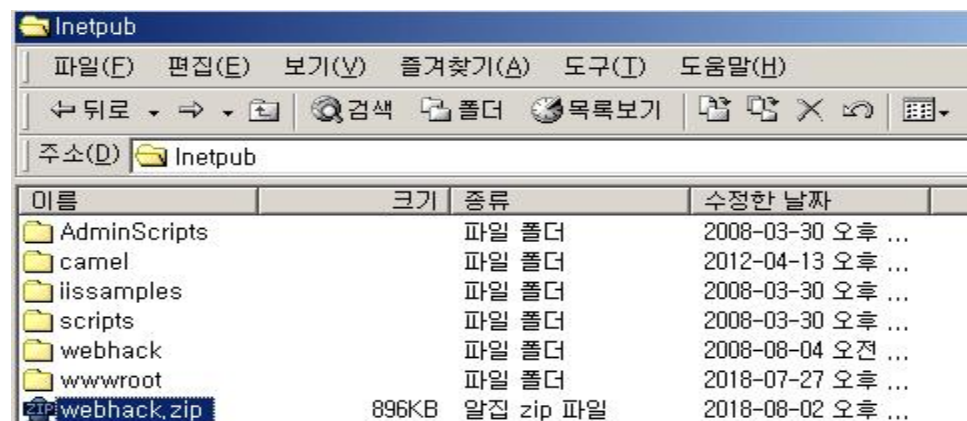 Inetpub
파일(F) 편집(E) 보기(V) 즐겨찾기(A) 도구(T) 도움말(H)
뒤로 검색 폴더 목록보기
주소(D) Inetpub
이름 크기 종류 수정한 날짜
AdminScripts 파일 폴더 2008-03-30 오후 ...
camel 파일 폴더 2012-04-13 오후 ...
iissamples 파일 폴더 2008-03-30 오후 ...
scripts 파일 폴더 2008-03-30 오후 ...
webhack 파일 폴더 2008-08-04 오전 ...
wwwroot 파일 폴더 2018-07-27 오후 ...
ZIP webhack.zip 896KB 알집 zip 파일 2018-08-02 오후 ...